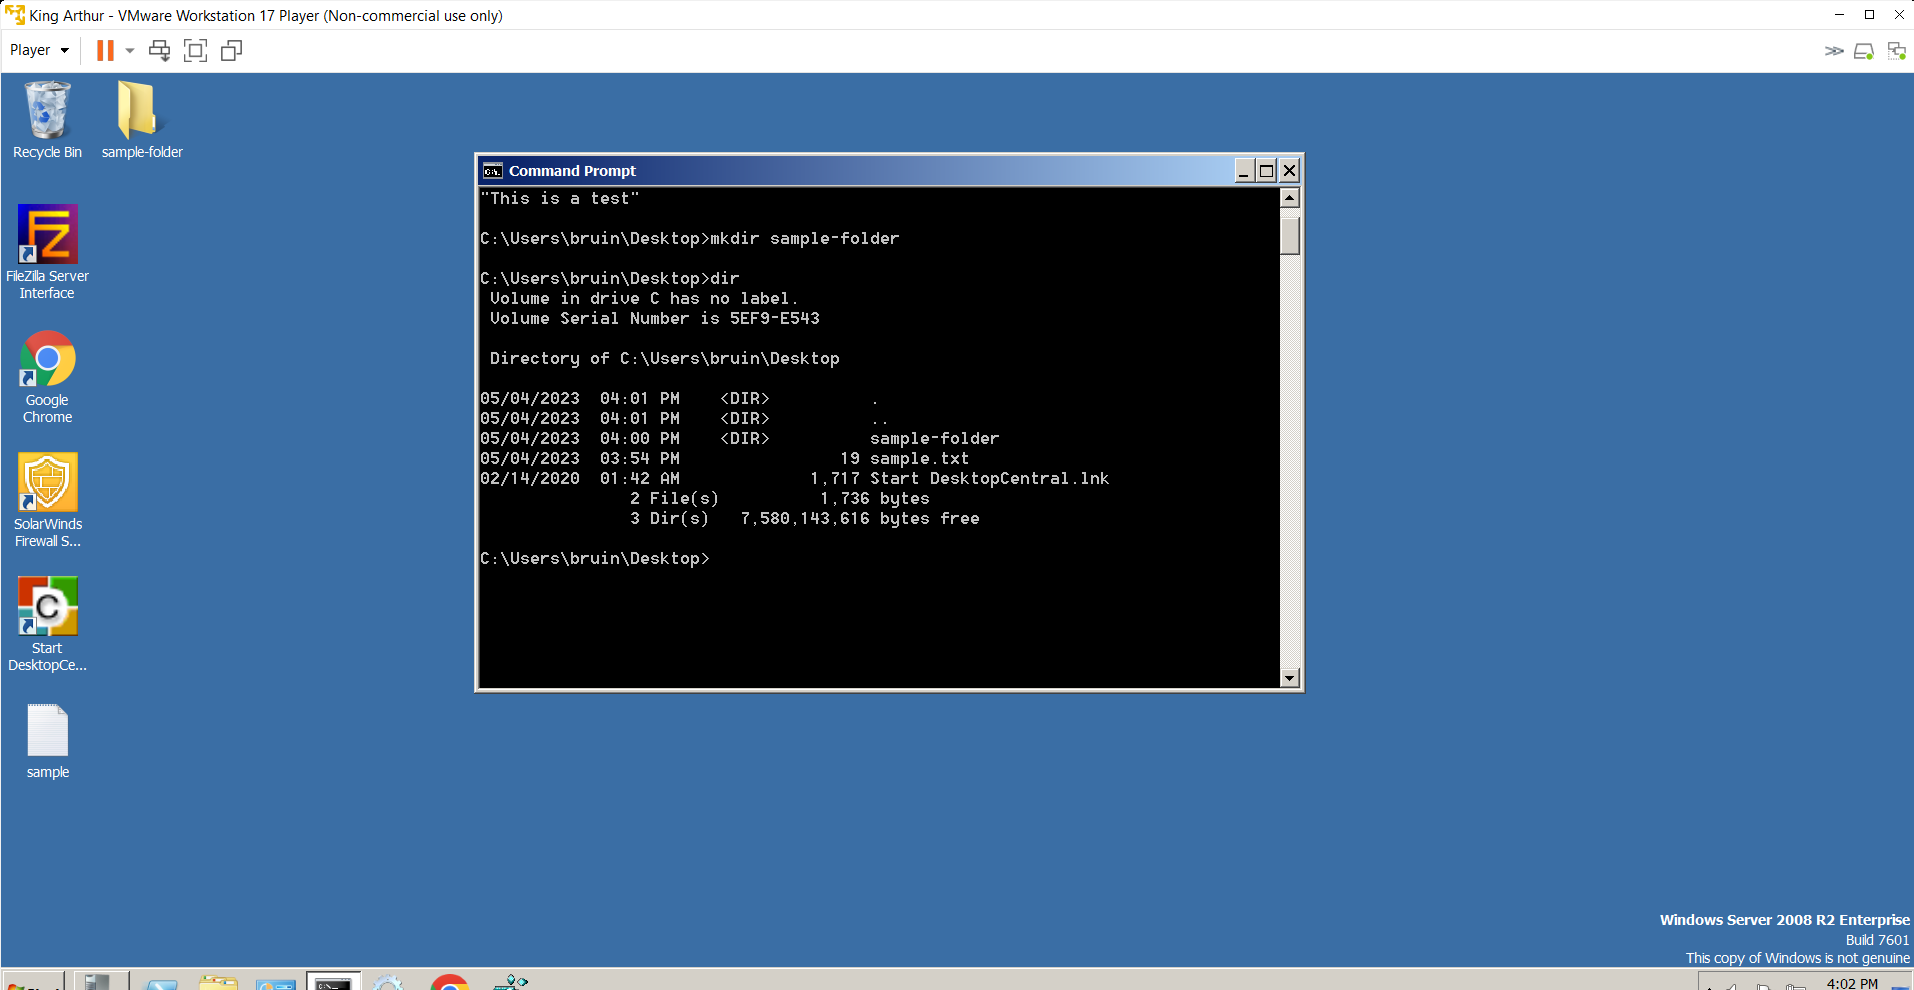 King Arthur - VMware Workstation 17 Player (Non-commercial use only)
Player
Recycle Bin
sample-folder
FileZilla Server
Interface
Google
Chrome
SolarWinds
Firewall S...
Start
DesktopCe...
sample
C:\.
Command Prompt
"This is a test"
C:\Users\bruin\Desktop>mkdir sample-folder
C:\Users\bruin\Desktop>dir
Volume in drive C has no label.
Volume Serial Number is 5EF9-E543
Directory of C:\Users\bruin\Desktop
05/04/2023  04:01 PM    <DIR>          .
05/04/2023  04:01 PM    <DIR>          ..
05/04/2023  04:00 PM    <DIR>          sample-folder
05/04/2023  03:54 PM                19 sample.txt
02/14/2020  01:42 AM             1,717 Start DesktopCentral.lnk
2 File(s)          1,736 bytes
3 Dir(s)   7,580,143,616 bytes free
C:\Users\bruin\Desktop>
Windows Server 2008 R2 Enterprise
Build 7601
This copy of Windows is not genuine
4:02 PM